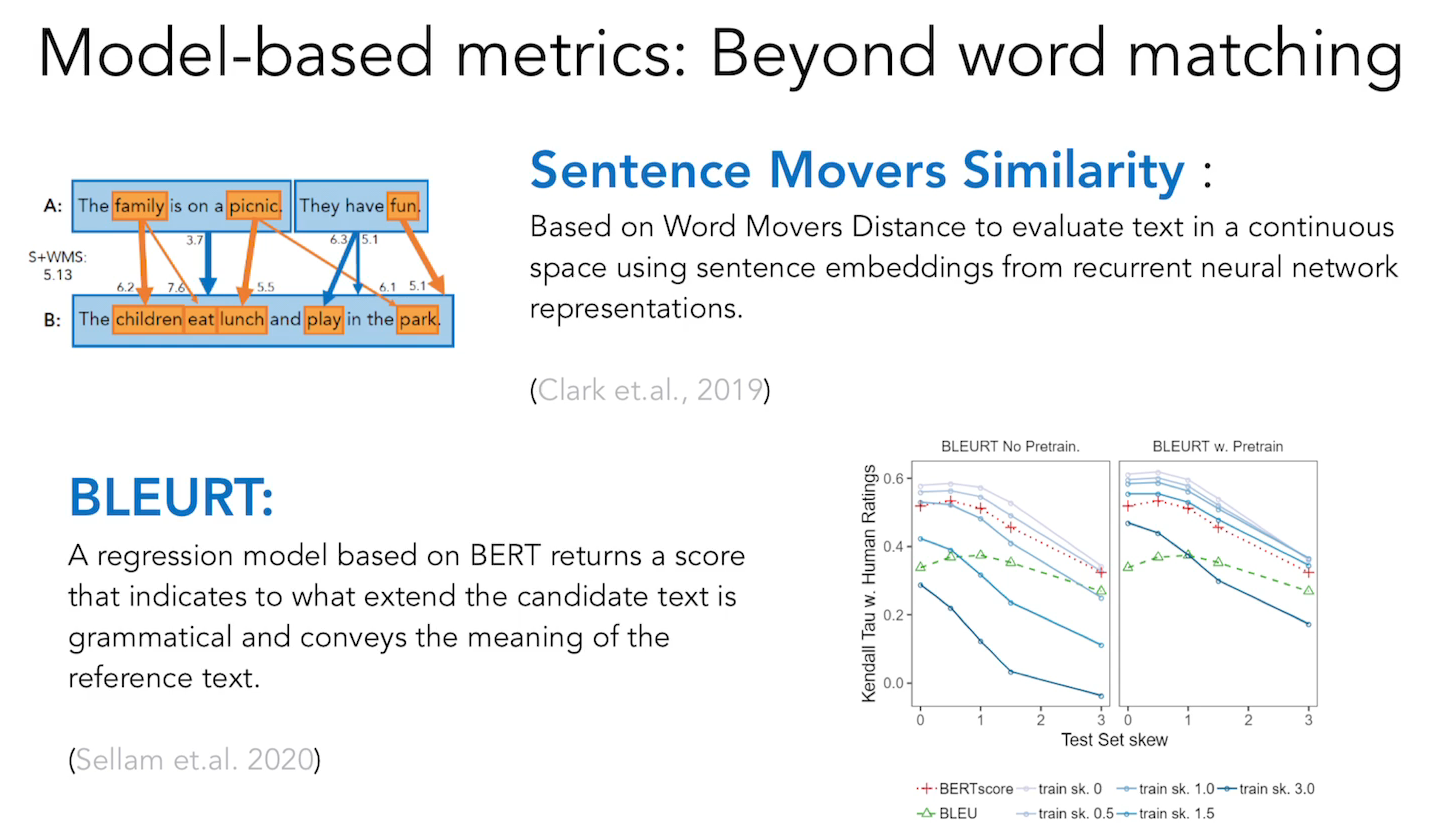 Model-based metrics: Beyond word matching
Sentence Movers Similarity :
Based on Word Movers Distance to evaluate text in a continuous
space using sentence embeddings from recurrent neural network
representations.
(Clark et.al., 2019)
A: The family is on a picnic. They have fun.
3.7 6.3 5.1
S+WMS:
5.13
6.2 7.6 5.5 6.1 5.1
B: The children eat lunch and play in the park.
BLEURT:
A regression model based on BERT returns a score
that indicates to what extend the candidate text is
grammatical and conveys the meaning of the
reference text.
(Sellam et.al. 2020)
BLEURT No Pretrain. BLEURT w. Pretrain
Kendall Tau w. Human Ratings
0.6
0.4
0.2
0.0
0 1 2 3 0 1 2 3
Test Set skew
BERTscore train sk. 0 train sk. 1.0 train sk. 3.0
BLEU train sk. 0.5 train sk. 1.5